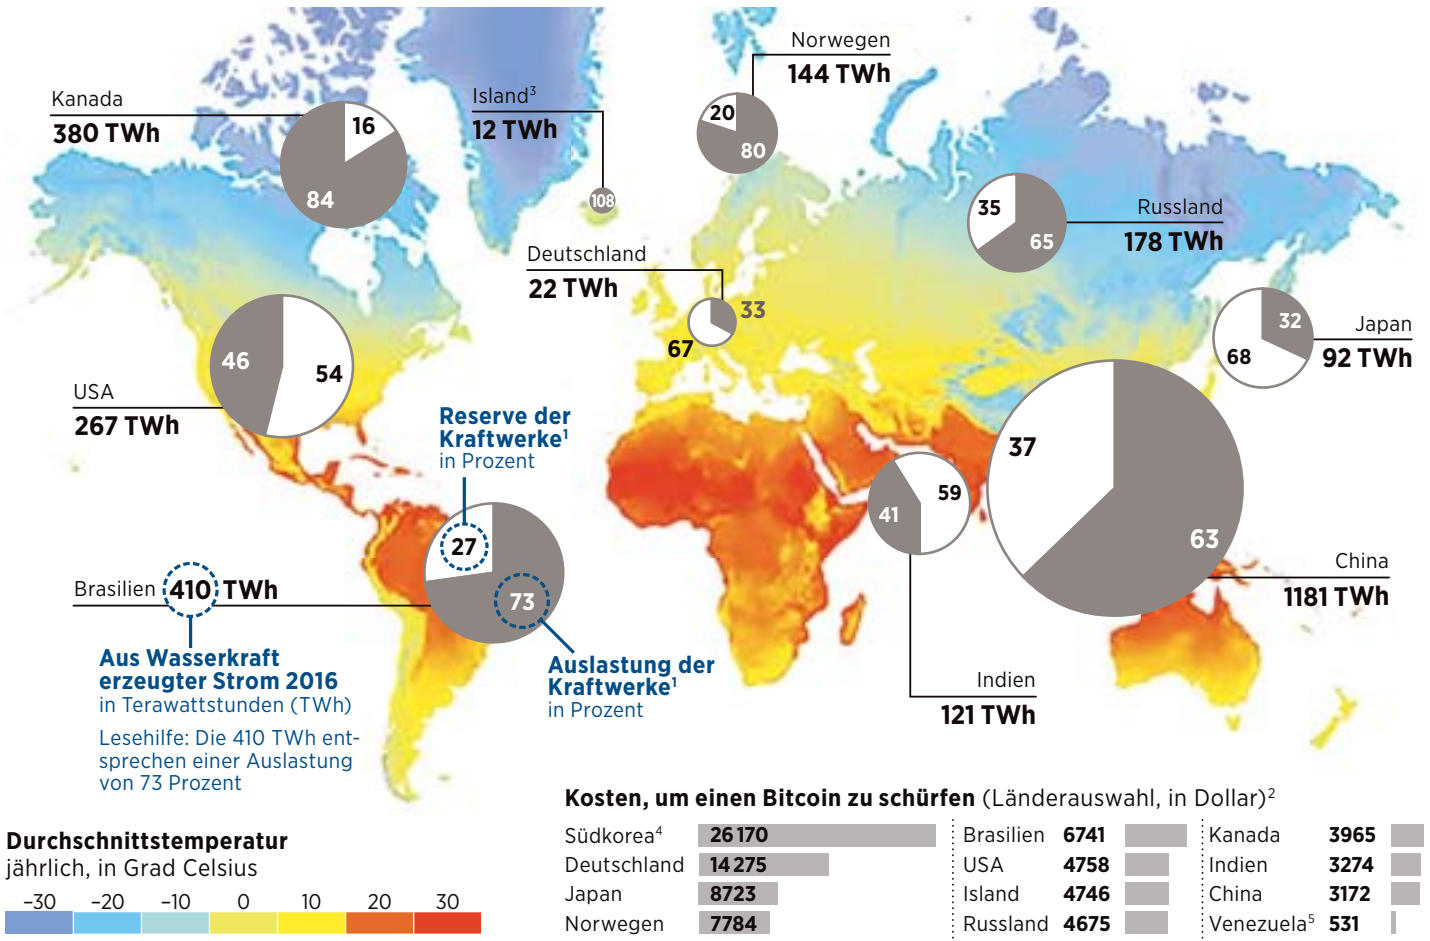 Kanada
380 TWh
16
84
Island³
12 TWh
108
Norwegen
144 TWh
20
80
Russland
178 TWh
35
65
Deutschland
22 TWh
33
67
Japan
92 TWh
32
68
USA
267 TWh
46
54
Reserve der
Kraftwerke¹
in Prozent
27
73
Brasilien 410 TWh
Aus Wasserkraft
erzeugter Strom 2016
in Terawattstunden (TWh)
Lesehilfe: Die 410 TWh ent-
sprechen einer Auslastung
von 73 Prozent
Auslastung der
Kraftwerke¹
in Prozent
59
41
Indien
121 TWh
37
63
China
1181 TWh
Durchschnittstemperatur
jährlich, in Grad Celsius
–30 –20 –10 0 10 20 30
Kosten, um einen Bitcoin zu schürfen (Länderauswahl, in Dollar)²
Südkorea⁴ 26 170
Deutschland 14 275
Japan 8723
Norwegen 7784
Brasilien 6741
USA 4758
Island 4746
Russland 4675
Kanada 3965
Indien 3274
China 3172
Venezuela⁵ 531